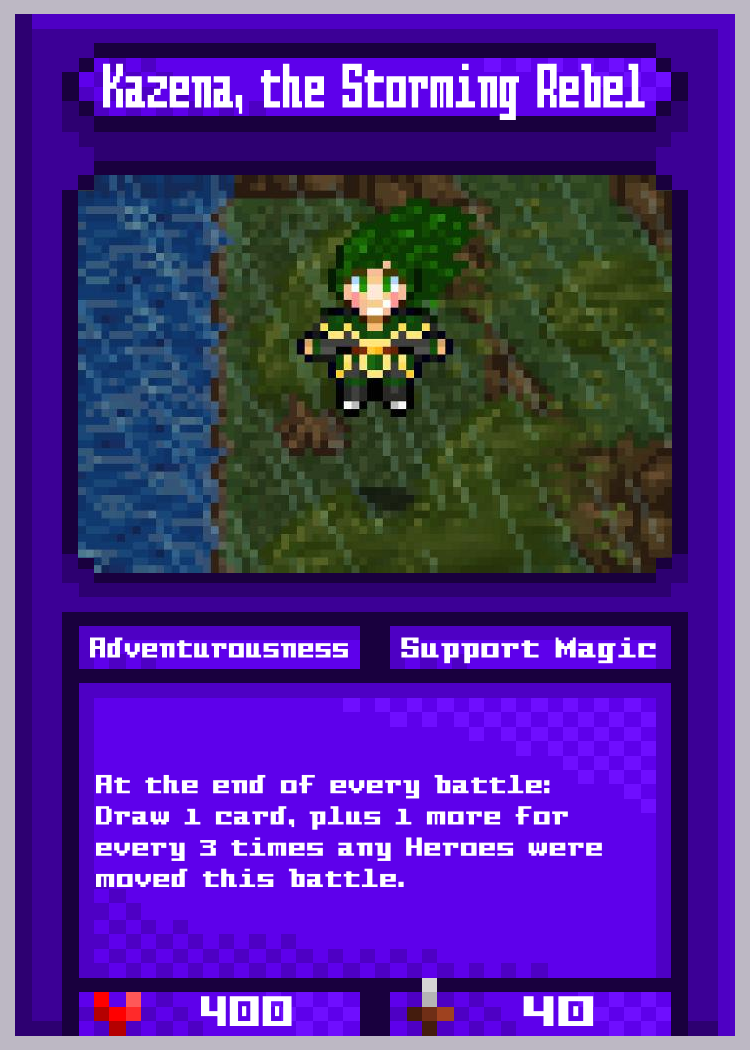 Kazena, the Storming Rebel
Adventurousness
Support Magic
At the end of every battle:
Draw 1 card, plus 1 more for
every 3 times any Heroes were
moved this battle.
400
40